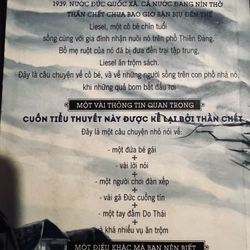 1939. NƯỚC ĐỨC QUỐC XÃ. CẢ NƯỚC ĐANG NÍN THỞ.
THẦN CHẾT CHƯA BAO GIỜ BẬN BỊU ĐẾN THẾ
Liesel, một cô bé chín tuổi
sống cùng với gia đình nhận nuôi nó trên phố Thiên Đàng.
Bố mẹ ruột của nó đã bị đưa đến trại tập trung.
Liesel ăn trộm sách.
Đây là câu chuyện về cô bé, và về những người sống trên con phố nhà nó,
khi những quả bom bắt đầu rơi
MỘT VÀI THÔNG TIN QUAN TRỌNG
CUỐN TIỂU THUYẾT NÀY ĐƯỢC KỂ LẠI BỞI THẦN CHẾT
Đây là một câu chuyện nhỏ nói về:
- một đứa bé gái
+
- vài lời nói
+
- một người chơi đàn xếp
+
- vài gã Đức cuồng tín
+
- một tay đấm Do Thái
+
- và khá nhiều vụ ăn trộm
MỘT ĐIỀU KHÁC MÀ BẠN NÊN BIẾT